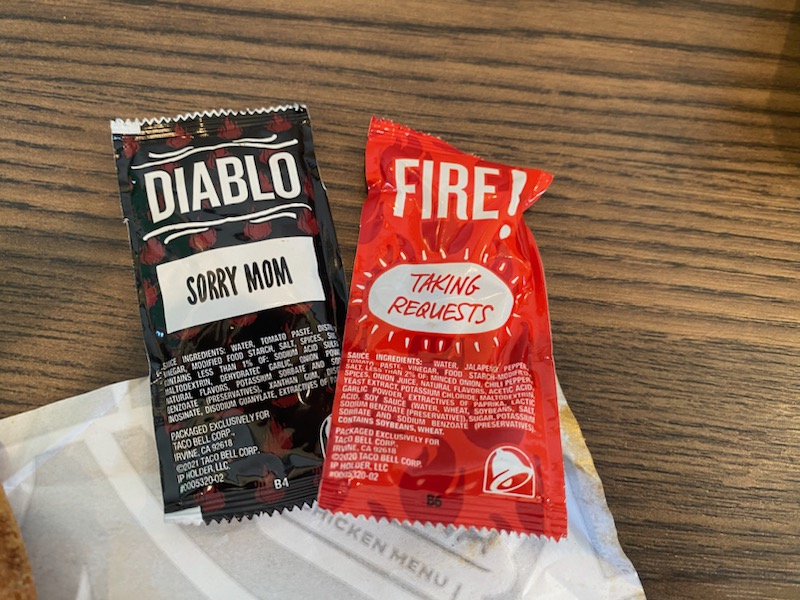 DIABLO
SORRY MOM
SAUCE INGREDIENTS: WATER, TOMATO PASTE,
VINEGAR, MODIFIED FOOD STARCH, SALT, SPICES,
CONTAINS LESS THAN 1% OF: SODIUM ACID
MALTODEXTRIN, DEHYDRATED GARLIC, ONION
NATURAL FLAVORS, POTASSIUM SORBATE AND
BENZOATE (PRESERVATIVES), XANTHAN GUM,
INOSINATE, DISODIUM GUANYLATE, EXTRACTIVES OF
PACKAGED EXCLUSIVELY FOR
TACO BELL CORP.,
IRVINE, CA 92618
©2021 TACO BELL CORP.
IP HOLDER, LLC.
#0005320-02
B4
FIRE!
TAKING
REQUESTS
SAUCE INGREDIENTS: WATER, JALAPENO PEPPER,
TOMATO PASTE, VINEGAR, FOOD STARCH-MODIFIED,
SALT, LESS THAN 2% OF MINCED ONION, CHILI PEPPER,
SPICES, ONION JUICE, NATURAL FLAVORS, ACETIC ACID,
YEAST EXTRACT, POTASSIUM CHLORIDE, MALTODEXTRIN,
GARLIC POWDER, EXTRACTIVES OF PAPRIKA, LACTIC
ACID, SOY SAUCE (WATER, WHEAT, SOYBEANS, SALT,
SODIUM BENZOATE (PRESERVATIVE)), SUGAR, POTASSIUM
SORBATE AND SODIUM BENZOATE (PRESERVATIVES).
CONTAINS SOYBEANS, WHEAT.
PACKAGED EXCLUSIVELY FOR
TACO BELL CORP.,
IRVINE, CA 92618
©2020 TACO BELL CORP.
IP HOLDER, LLC.
#0005320-02
B6
CHICKEN MENU